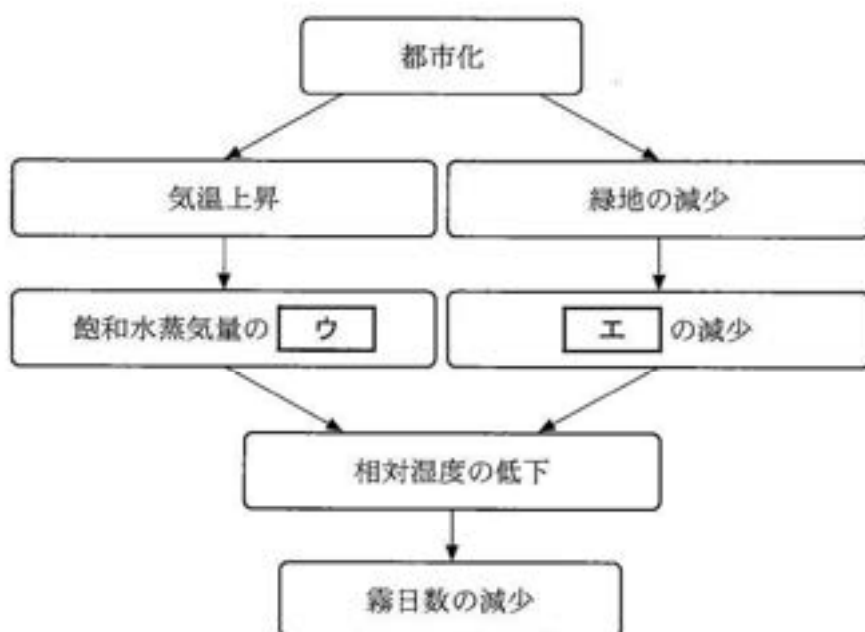 都市化
気温上昇
緑地の減少
飽和水蒸気量の ウ
エ の減少
相対湿度の低下
霧日数の減少